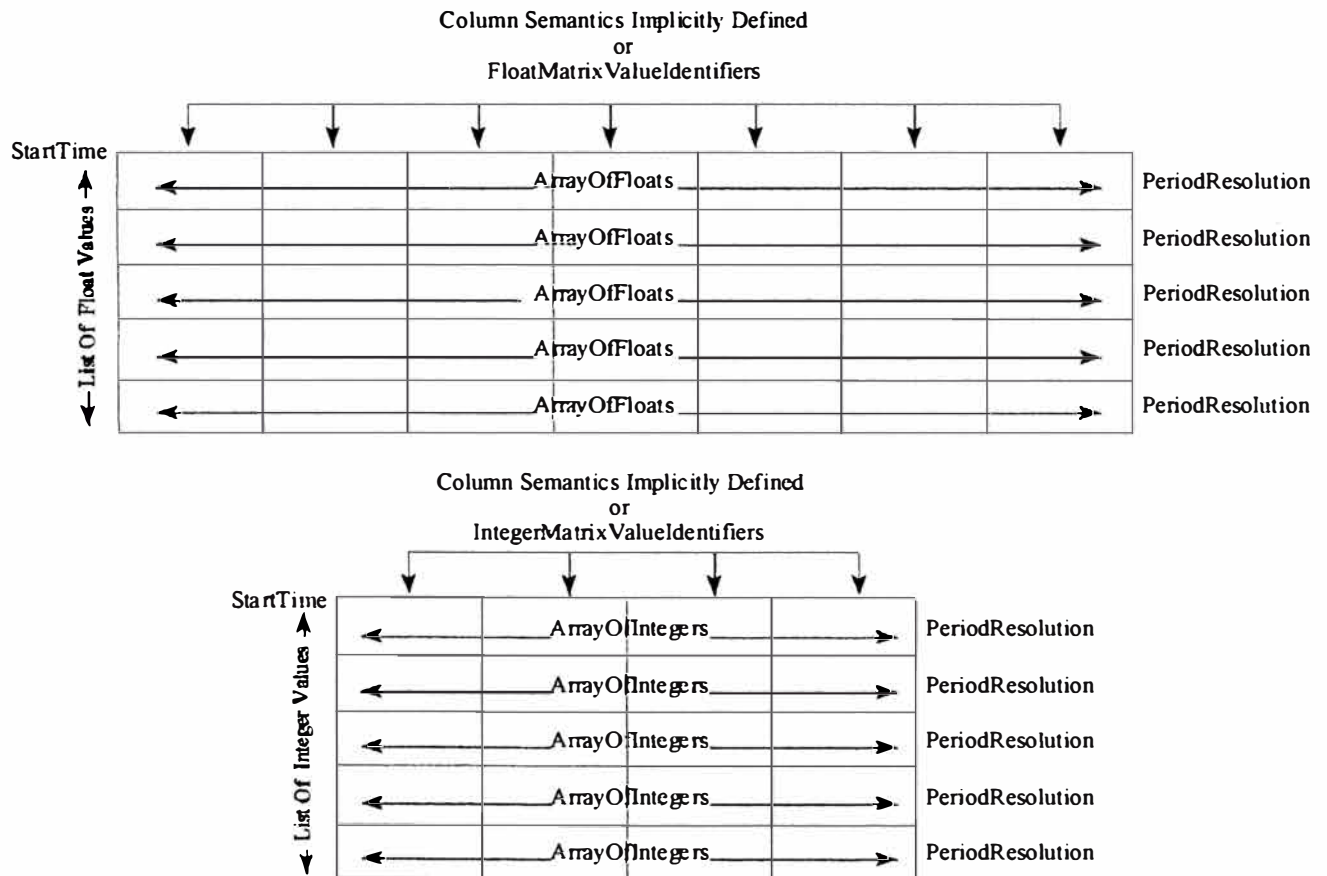 Column Semantics Implicitly Defined
or
FloatMatrixValueIdentifiers
StartTime
List Of Float Values
ArrayOfFloats PeriodResolution
ArrayOfFloats PeriodResolution
ArrayOfFloats PeriodResolution
ArrayOfFloats PeriodResolution
ArrayOfFloats PeriodResolution
Column Semantics Implicitly Defined
or
IntegerMatrixValueIdentifiers
StartTime
List Of Integer Values
ArrayOfIntegers PeriodResolution
ArrayOfIntegers PeriodResolution
ArrayOfIntegers PeriodResolution
ArrayOfIntegers PeriodResolution
ArrayOfIntegers PeriodResolution